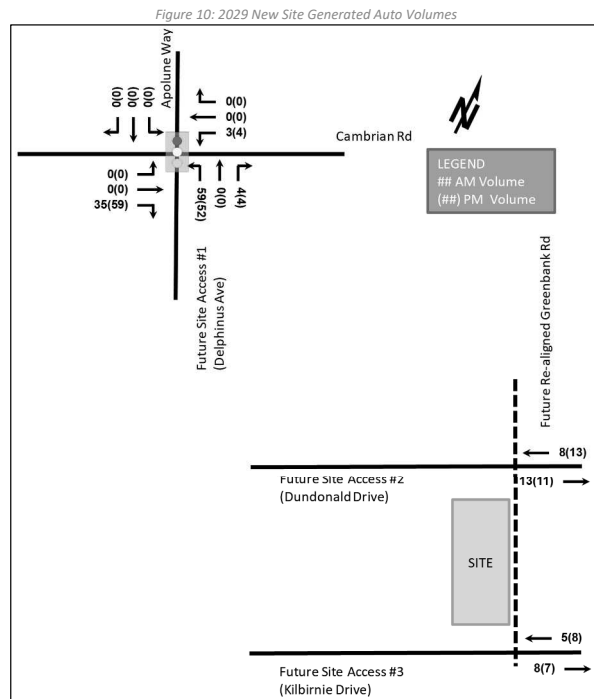 Figure 10: 2029 New Site Generated Auto Volumes
Apolune Way
0(0)
0(0)
0(0)
0(0)
0(0)
3(4)
Cambrian Rd
N
LEGEND
## AM Volume
(##) PM Volume
0(0)
0(0)
35(59)
59(52)
0(0)
4(4)
Future Site Access #1
(Delphinus Ave)
Future Re-aligned Greenbank Rd
8(13)
13(11)
Future Site Access #2
(Dundonald Drive)
SITE
5(8)
8(7)
Future Site Access #3
(Kilbirnie Drive)